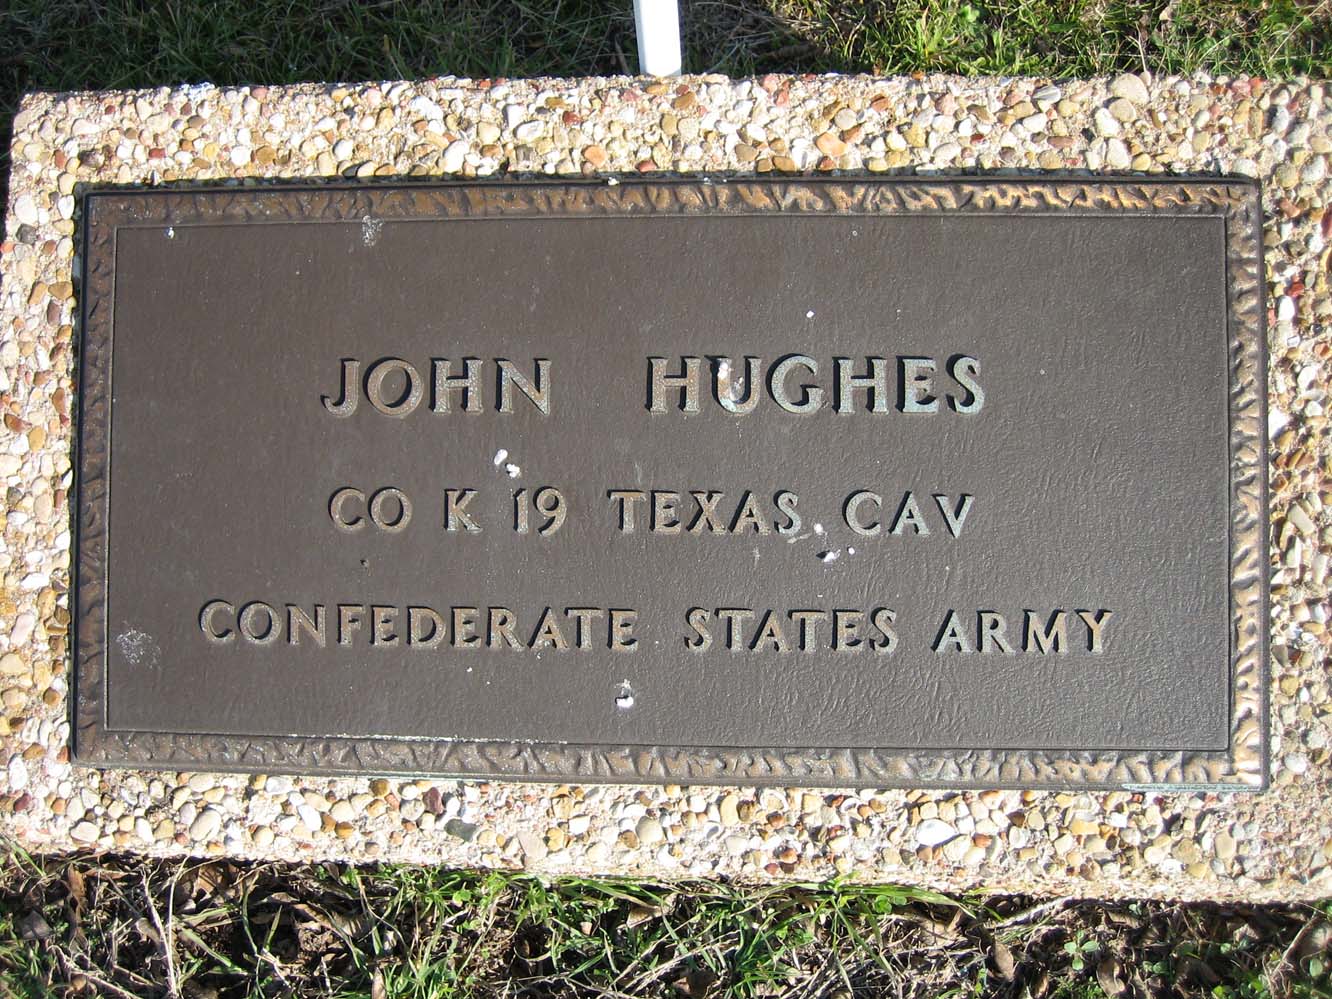 JOHN HUGHES
CO K 19 TEXAS CAV
CONFEDERATE STATES ARMY